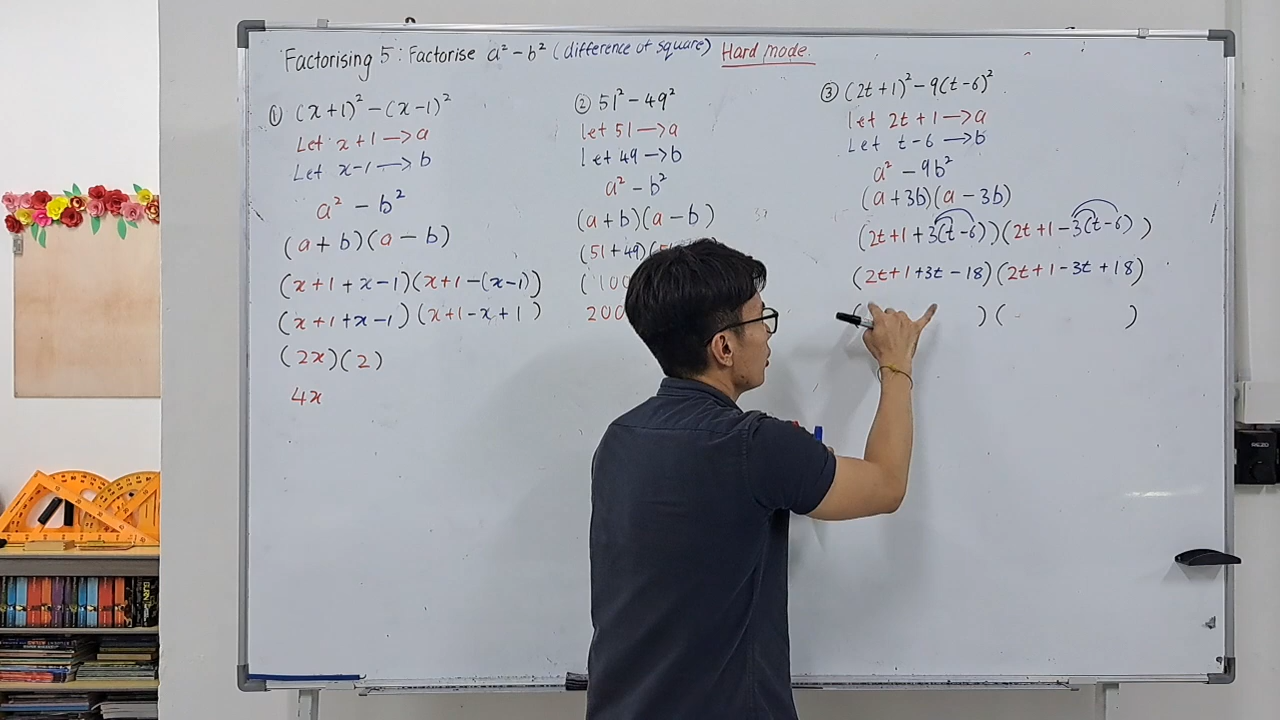 Factorising 5: Factorise a² - b² (difference of square) Hard mode.
① (x+1)² - (x-1)²
Let x+1 → a
Let x-1 → b
a² - b²
(a+b)(a-b)
(x+1+x-1)(x+1-(x-1))
(x+1+x-1)(x+1-x+1)
(2x)(2)
4x
② 51² - 49²
let 51 → a
let 49 → b
a² - b²
(a+b)(a-b)
(51+49)(5
(100
200
③ (2t+1)² - 9(t-6)²
let 2t+1 → a
Let t-6 → b
a² - 9b²
(a+3b)(a-3b)
(2t+1+3(t-6))(2t+1-3(t-6))
(2t+1+3t-18)(2t+1-3t+18)
( )( )